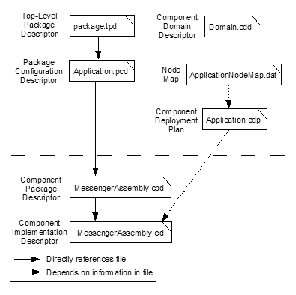 Top-Level
Package
Descriptor
package.tpd
Component
Domain
Descriptor
Domain.cdd
Package
Configuration
Descriptor
Application.pcd
Node
Map
ApplicationNodeMap.dat
Component
Deployment
Plan
Application.cdp
Component
Package
Descriptor
MessengerAssembly.cpd
Component
Implementation
Descriptor
MessengerAssembly.cid
Directly references file
Depends on information in file